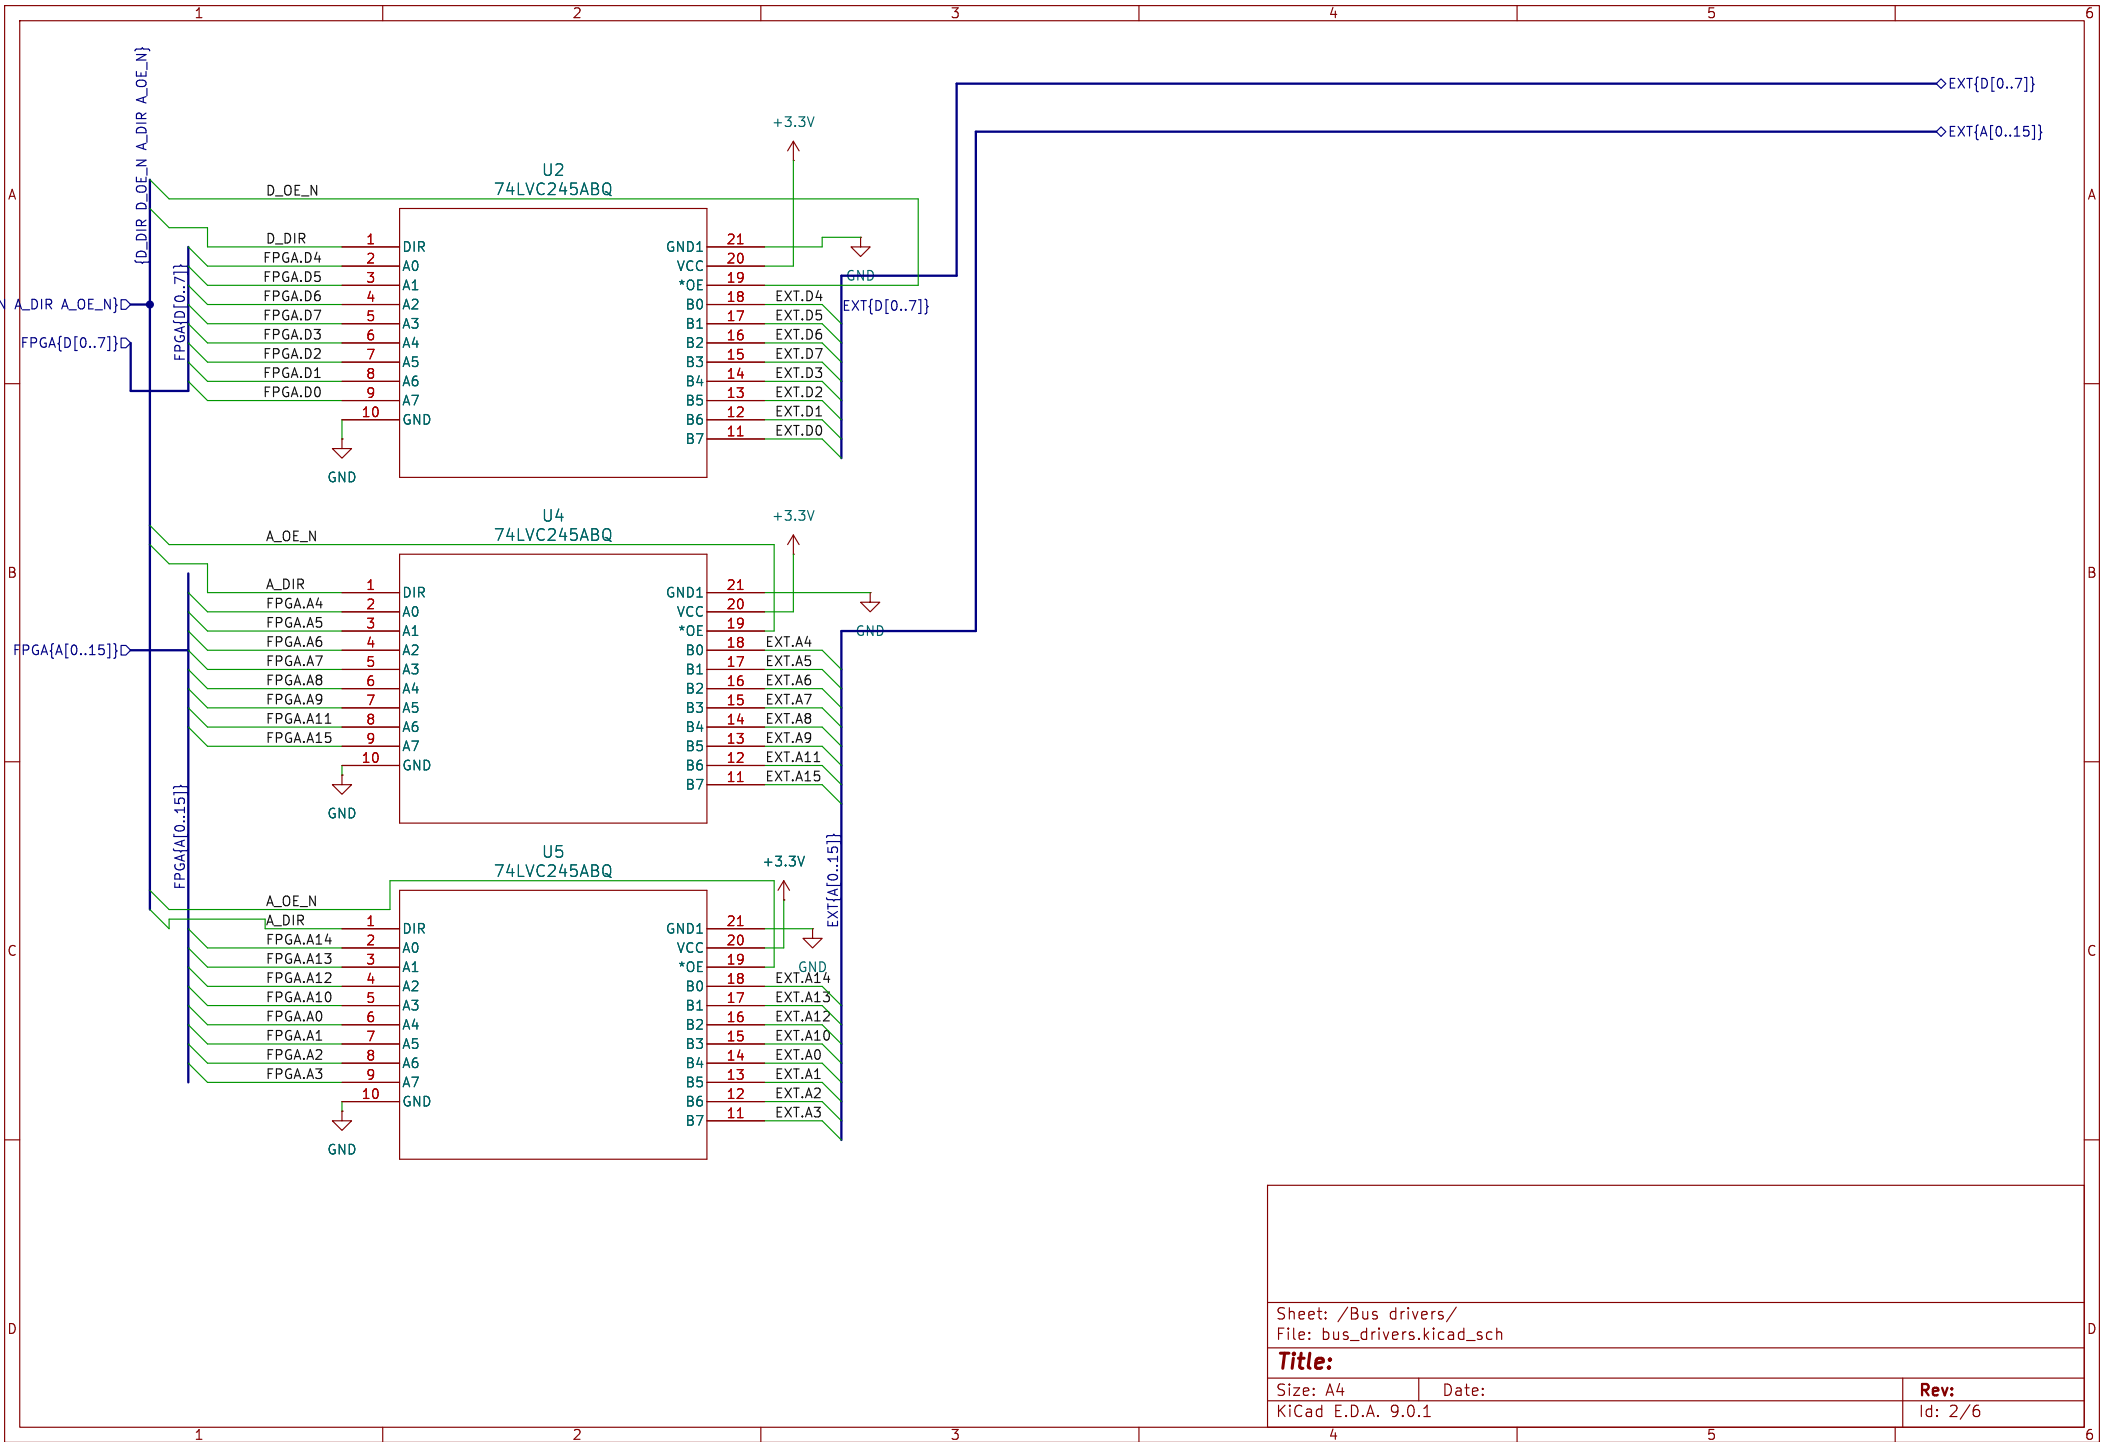 1 2 3 4 5 6
A
B
C
D
A
B
C
D
1 2 3 4 5 6
{D_DIR D_OE_N A_DIR A_OE_N}
A_DIR A_OE_N}
FPGA{D[0..7]}
FPGA{D[0..7]}
FPGA{A[0..15]}
FPGA{A[0..15]}
EXT{D[0..7]}
EXT{A[0..15]}
EXT{D[0..7]}
EXT{A[0..15]}
U2
74LVC245ABQ
+3.3V
D_OE_N
D_DIR 1 DIR
FPGA.D4 2 A0
FPGA.D5 3 A1
FPGA.D6 4 A2
FPGA.D7 5 A3
FPGA.D3 6 A4
FPGA.D2 7 A5
FPGA.D1 8 A6
FPGA.D0 9 A7
10 GND
GND
GND1 21
VCC 20
*OE 19
B0 18 EXT.D4
B1 17 EXT.D5
B2 16 EXT.D6
B3 15 EXT.D7
B4 14 EXT.D3
B5 13 EXT.D2
B6 12 EXT.D1
B7 11 EXT.D0
GND
U4
74LVC245ABQ
+3.3V
A_OE_N
A_DIR 1 DIR
FPGA.A4 2 A0
FPGA.A5 3 A1
FPGA.A6 4 A2
FPGA.A7 5 A3
FPGA.A8 6 A4
FPGA.A9 7 A5
FPGA.A11 8 A6
FPGA.A15 9 A7
10 GND
GND
GND1 21
VCC 20
*OE 19
B0 18 EXT.A4
B1 17 EXT.A5
B2 16 EXT.A6
B3 15 EXT.A7
B4 14 EXT.A8
B5 13 EXT.A9
B6 12 EXT.A11
B7 11 EXT.A15
GND
U5
74LVC245ABQ
+3.3V
A_OE_N
A_DIR 1 DIR
FPGA.A14 2 A0
FPGA.A13 3 A1
FPGA.A12 4 A2
FPGA.A10 5 A3
FPGA.A0 6 A4
FPGA.A1 7 A5
FPGA.A2 8 A6
FPGA.A3 9 A7
10 GND
GND
GND1 21
VCC 20
*OE 19
B0 18 EXT.A14
B1 17 EXT.A13
B2 16 EXT.A12
B3 15 EXT.A10
B4 14 EXT.A0
B5 13 EXT.A1
B6 12 EXT.A2
B7 11 EXT.A3
GND
Sheet: /Bus drivers/
File: bus_drivers.kicad_sch
Title:
Size: A4 Date: Rev:
KiCad E.D.A. 9.0.1 Id: 2/6